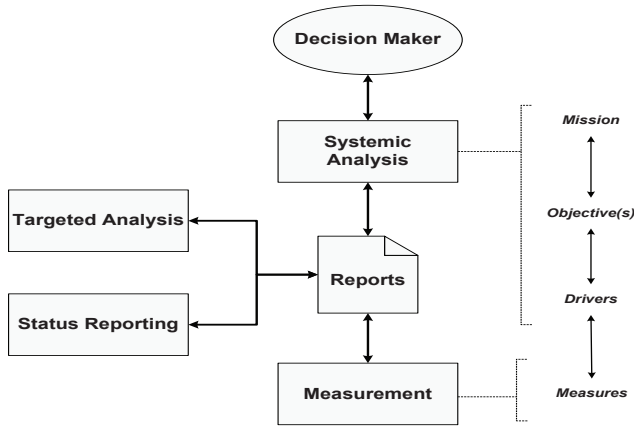 Decision Maker
Systemic
Analysis
Mission
Targeted Analysis
Objective(s)
Reports
Drivers
Status Reporting
Measurement
Measures